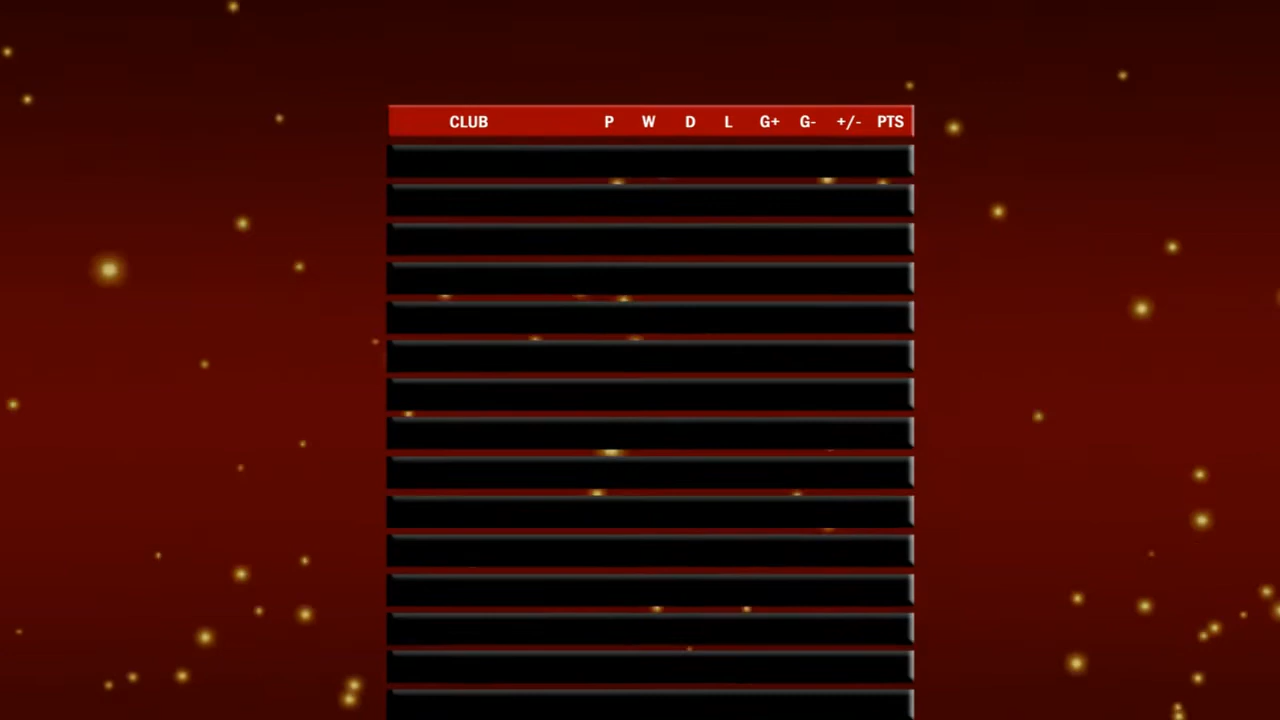 CLUB P W D L G+ G- +/- PTS